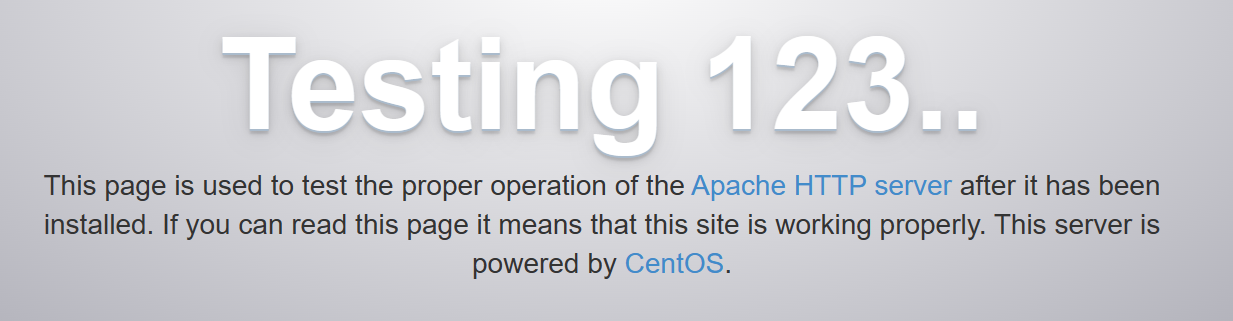 Testing 123..
This page is used to test the proper operation of the Apache HTTP server after it has been
installed. If you can read this page it means that this site is working properly. This server is
powered by CentOS.